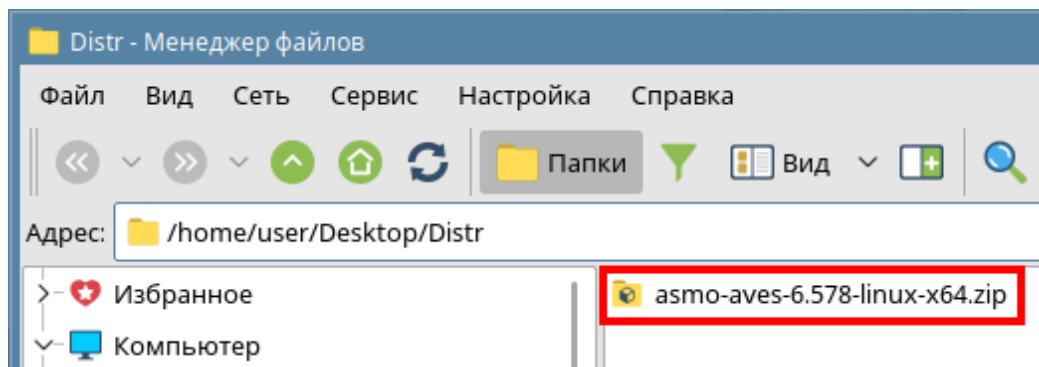 Distr - Менеджер файлов
Файл Вид Сеть Сервис Настройка Справка
Папки Вид
Адрес: /home/user/Desktop/Distr
Избранное
asmo-aves-6.578-linux-x64.zip
Компьютер